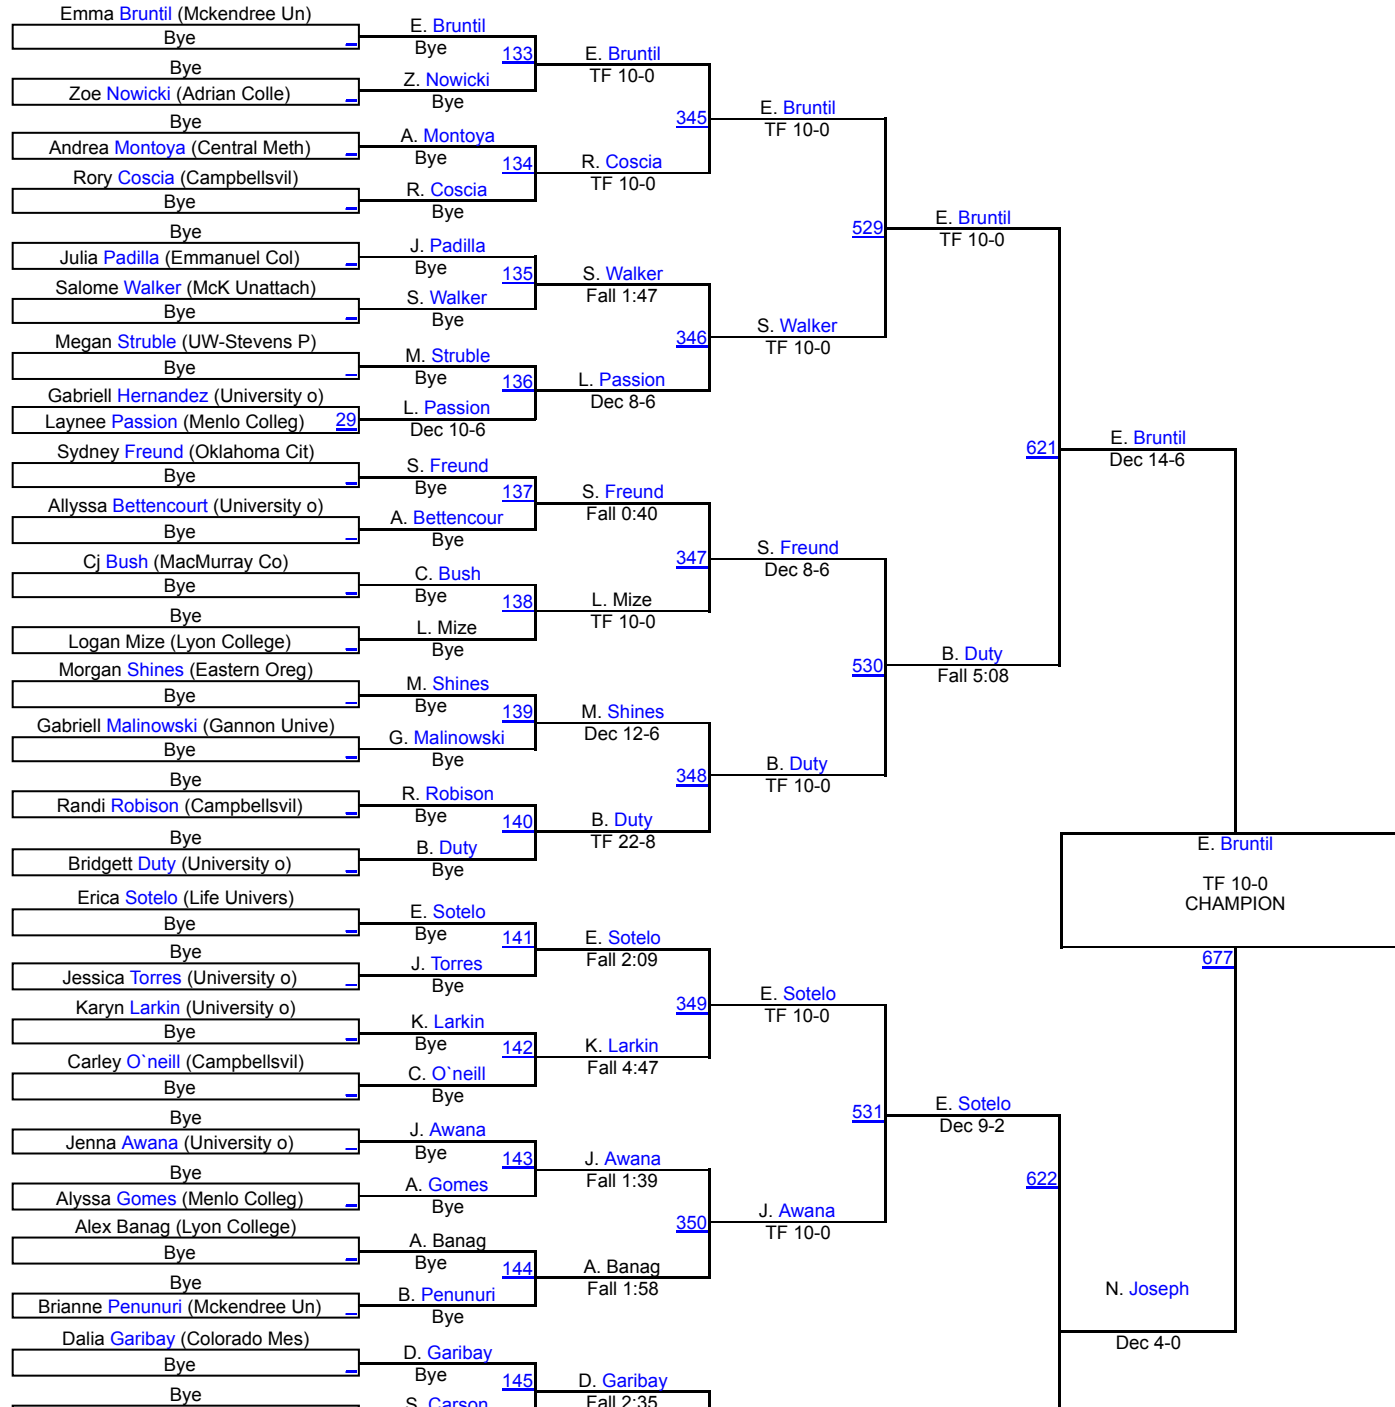 Emma Bruntil (Mckendree Un)
Bye
Bye
Zoe Nowicki (Adrian Colle)
Bye
Andrea Montoya (Central Meth)
Rory Coscia (Campbellsvil)
Bye
Bye
Julia Padilla (Emmanuel Col)
Salome Walker (McK Unattach)
Bye
Megan Struble (UW-Stevens P)
Bye
Gabriell Hernandez (University o)
Laynee Passion (Menlo Colleg) 29
Sydney Freund (Oklahoma Cit)
Bye
Allyssa Bettencourt (University o)
Bye
Cj Bush (MacMurray Co)
Bye
Bye
Logan Mize (Lyon College)
Morgan Shines (Eastern Oreg)
Bye
Gabriell Malinowski (Gannon Unive)
Bye
Bye
Randi Robison (Campbellsvil)
Bye
Bridgett Duty (University o)
Erica Sotelo (Life Univers)
Bye
Bye
Jessica Torres (University o)
Karyn Larkin (University o)
Bye
Carley O`neill (Campbellsvil)
Bye
Bye
Jenna Awana (University o)
Bye
Alyssa Gomes (Menlo Colleg)
Alex Banag (Lyon College)
Bye
Bye
Brianne Penunuri (Mckendree Un)
Dalia Garibay (Colorado Mes)
Bye
Bye
E. Bruntil
Bye
133
Z. Nowicki
Bye
A. Montoya
Bye
134
R. Coscia
Bye
J. Padilla
Bye
135
S. Walker
Bye
M. Struble
Bye
136
L. Passion
Dec 10-6
S. Freund
Bye
137
A. Bettencour
Bye
C. Bush
Bye
138
L. Mize
Bye
M. Shines
Bye
139
G. Malinowski
Bye
R. Robison
Bye
140
B. Duty
Bye
E. Sotelo
Bye
141
J. Torres
Bye
K. Larkin
Bye
142
C. O`neill
Bye
J. Awana
Bye
143
A. Gomes
Bye
A. Banag
Bye
144
B. Penunuri
Bye
D. Garibay
Bye
145
S. Carson
E. Bruntil
TF 10-0
345
R. Coscia
TF 10-0
S. Walker
Fall 1:47
346
L. Passion
Dec 8-6
S. Freund
Fall 0:40
347
L. Mize
TF 10-0
M. Shines
Dec 12-6
348
B. Duty
TF 22-8
E. Sotelo
Fall 2:09
349
K. Larkin
Fall 4:47
J. Awana
Fall 1:39
350
A. Banag
Fall 1:58
D. Garibay
Fall 2:35
E. Bruntil
TF 10-0
529
S. Walker
TF 10-0
S. Freund
Dec 8-6
530
B. Duty
TF 10-0
E. Sotelo
TF 10-0
531
J. Awana
TF 10-0
E. Bruntil
TF 10-0
621
B. Duty
Fall 5:08
E. Sotelo
Dec 9-2
622
E. Bruntil
Dec 14-6
E. Bruntil
TF 10-0
CHAMPION
677
N. Joseph
Dec 4-0